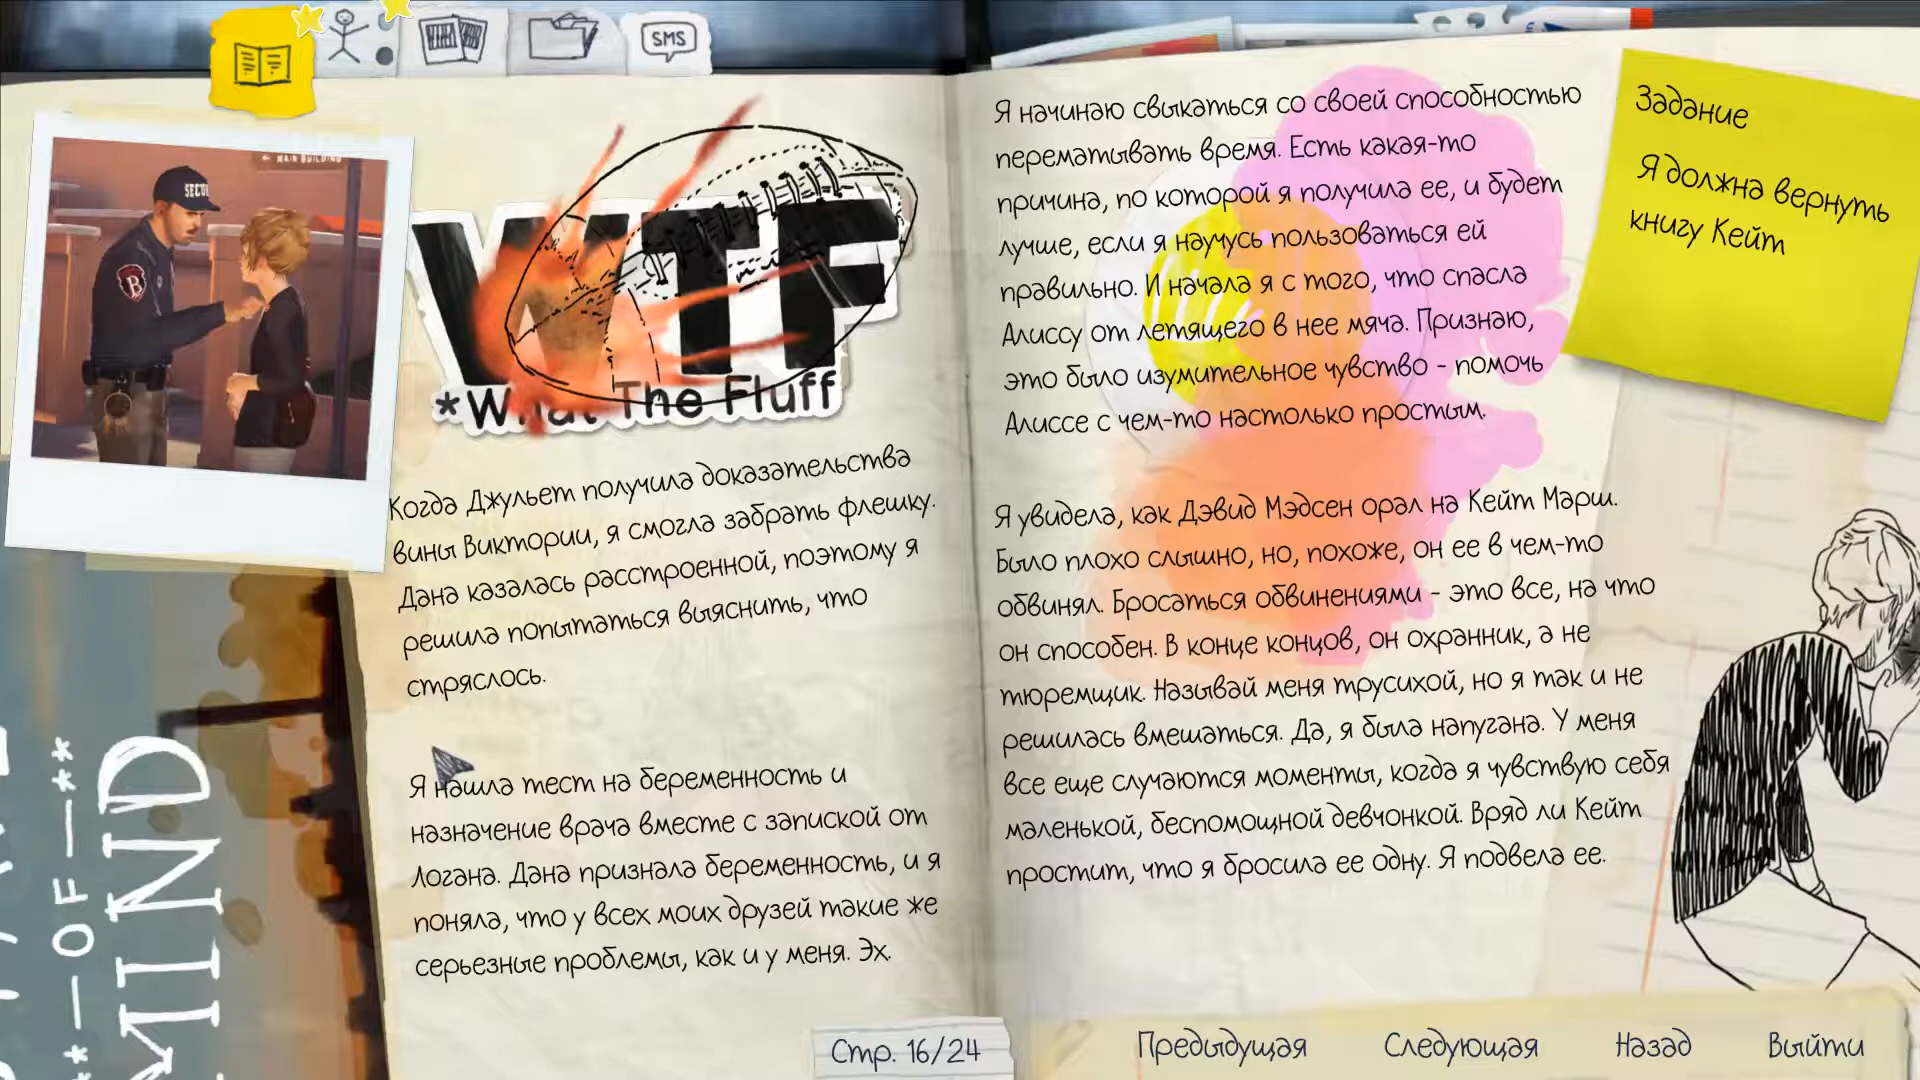 SMS
← MAIN BUILDING
SECU
B
WTF
*What The Fluff
Когда Джульет получила доказательства
вины Виктории, я смогла забрать флешку.
Дана казалась расстроенной, поэтому я
решила попытаться выяснить, что
стряслось.
Я нашла тест на беременность и
назначение врача вместе с запиской от
Логана. Дана признала беременность, и я
поняла, что у всех моих друзей такие же
серьезные проблемы, как и у меня. Эх.
Я начинаю свыкаться со своей способностью
перематывать время. Есть какая-то
причина, по которой я получила ее, и будет
лучше, если я научусь пользоваться ей
правильно. И начала я с того, что спасла
Алиссу от летящего в нее мяча. Признаю,
это было изумительное чувство - помочь
Алиссе с чем-то настолько простым.
Я увидела, как Дэвид Мэдсен орал на Кейт Марш.
Было плохо слышно, но, похоже, он ее в чем-то
обвинял. Бросаться обвинениями - это все, на что
он способен. В конце концов, он охранник, а не
тюремщик. Называй меня трусихой, но я так и не
решилась вмешаться. Да, я была напугана. У меня
все еще случаются моменты, когда я чувствую себя
маленькой, беспомощной девчонкой. Вряд ли Кейт
простит, что я бросила ее одну. Я подвела ее.
Задание
Я должна вернуть
книгу Кейт
*—OF—**
MIND
Стр. 16/24
Предыдущая
Следующая
Назад
Выйти